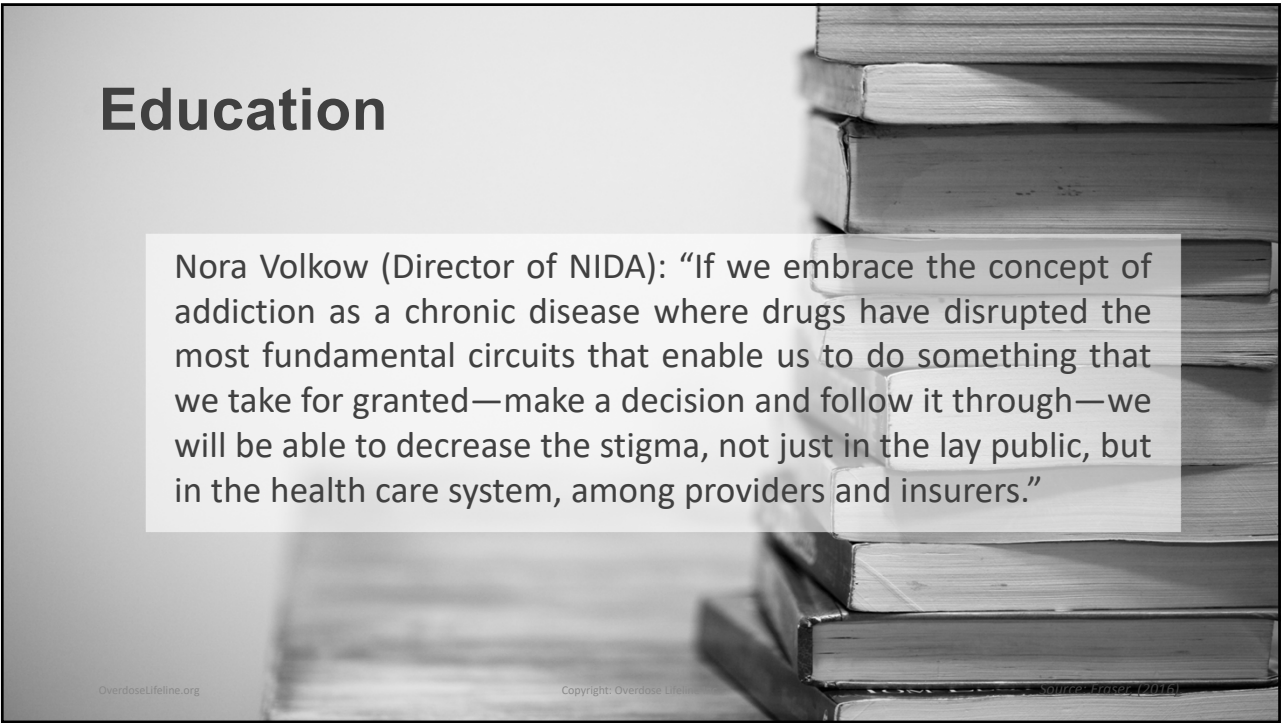 Education
Nora Volkow (Director of NIDA): “If we embrace the concept of
addiction as a chronic disease where drugs have disrupted the
most fundamental circuits that enable us to do something that
we take for granted—make a decision and follow it through—we
will be able to decrease the stigma, not just in the lay public, but
in the health care system, among providers and insurers.”
OverdoseLifeline.org
Copyright: Overdose
Source: Fraser, (2016)